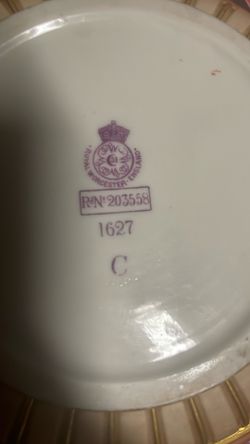 ROYAL WORCESTER ENGLAND
RdNo 203558
1627
C